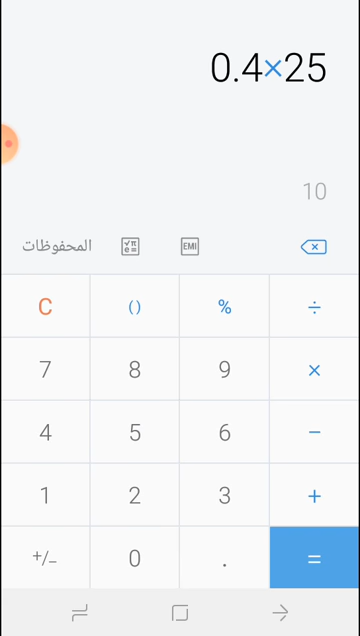 0.4×25
10
المحفوظات √π e= EMI
C () % ÷
7 8 9 ×
4 5 6 −
1 2 3 +
+/− 0 . =